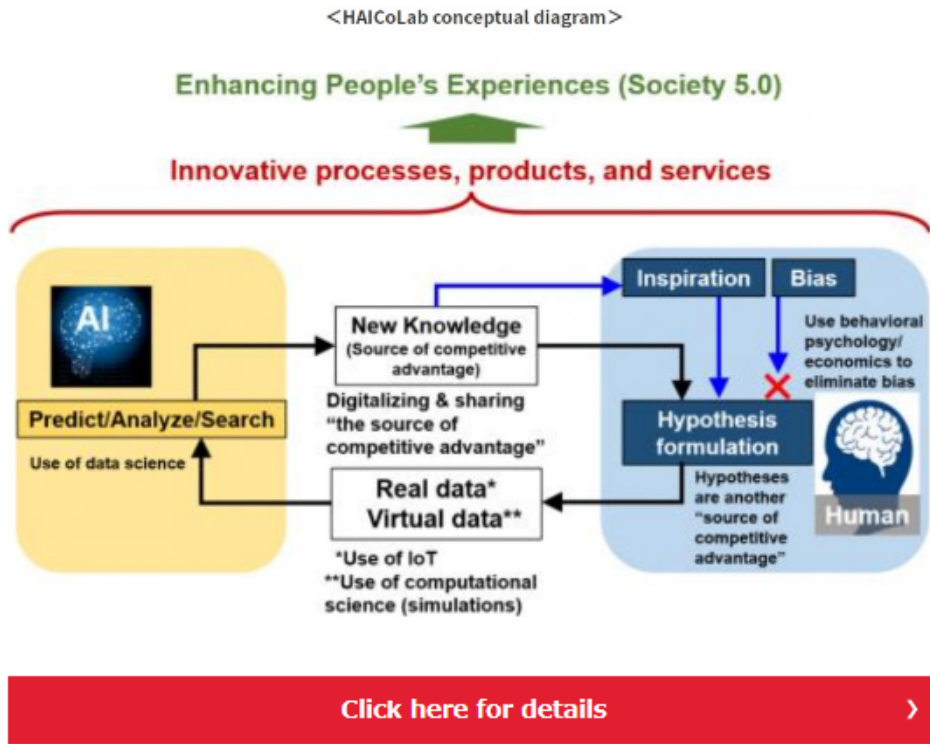 <HAICoLab conceptual diagram>
Enhancing People's Experiences (Society 5.0)
Innovative processes, products, and services
AI
Predict/Analyze/Search
Use of data science
New Knowledge
(Source of competitive
advantage)
Digitalizing & sharing
“the source of
competitive advantage”
Real data*
Virtual data**
*Use of IoT
**Use of computational
science (simulations)
Inspiration
Bias
Use behavioral
psychology/
economics to
eliminate bias
Hypothesis
formulation
Hypotheses
are another
“source of
competitive
advantage”
Human
Click here for details